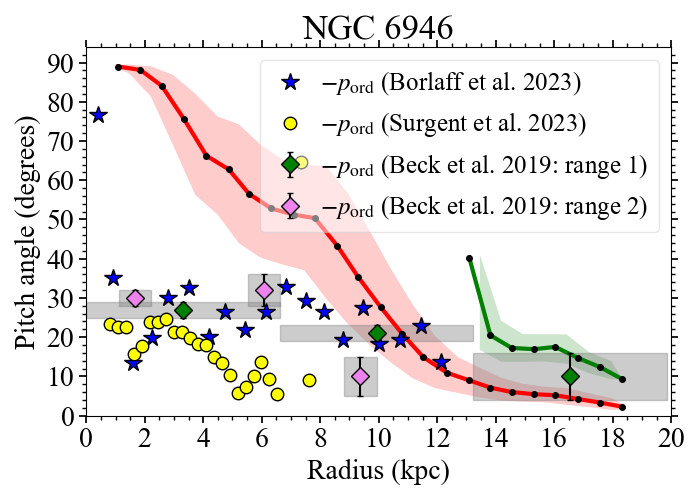 NGC 6946
90
80
70
60
50
40
30
20
10
0
Pitch angle (degrees)
−p_ord (Borlaff et al. 2023)
−p_ord (Surgent et al. 2023)
−p_ord (Beck et al. 2019: range 1)
−p_ord (Beck et al. 2019: range 2)
0 2 4 6 8 10 12 14 16 18 20
Radius (kpc)